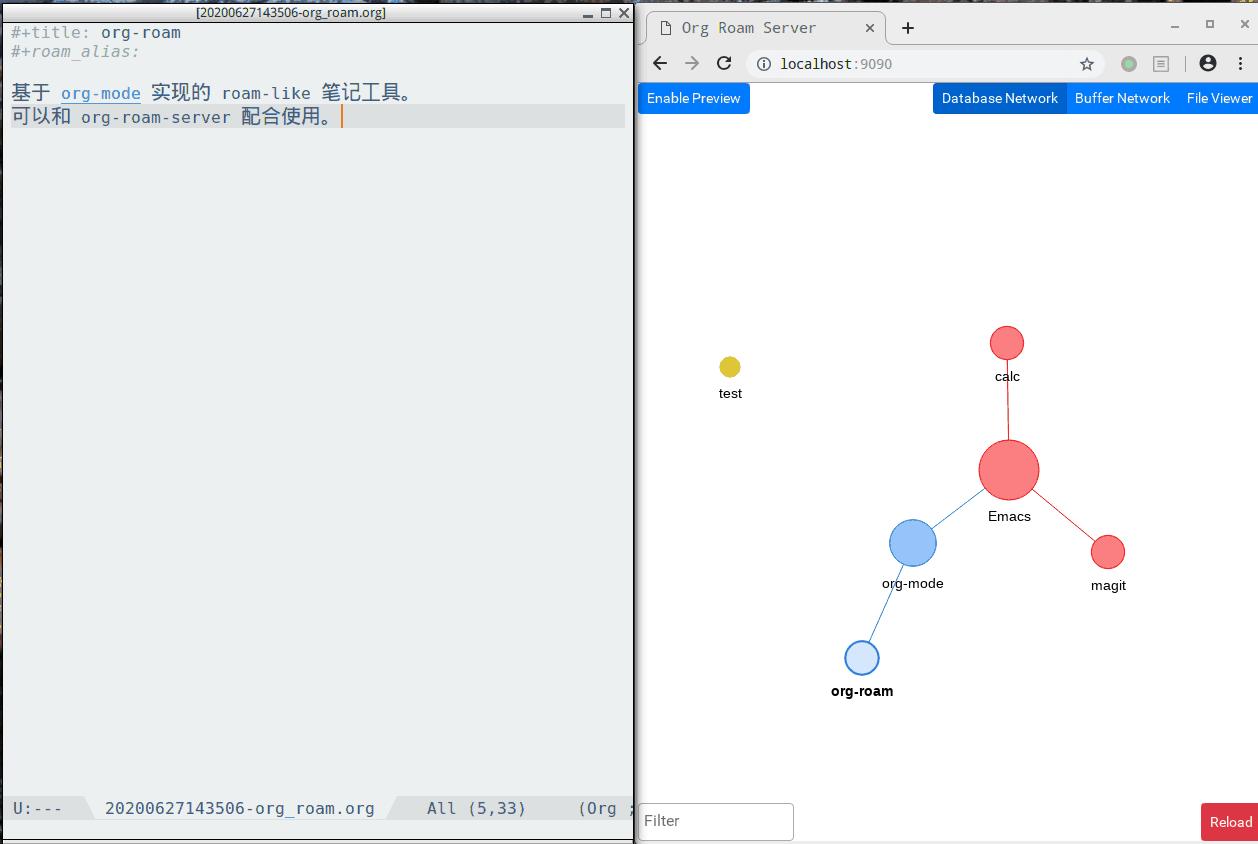 [20200627143506-org_roam.org]
#+title: org-roam
#+roam_alias:
基于 org-mode 实现的 roam-like 笔记工具。
可以和 org-roam-server 配合使用。
U:--- 20200627143506-org_roam.org All (5,33) (Org ;
Org Roam Server
localhost:9090
Enable Preview
Database Network Buffer Network File Viewer
test
calc
Emacs
org-mode
magit
org-roam
Filter
Reload